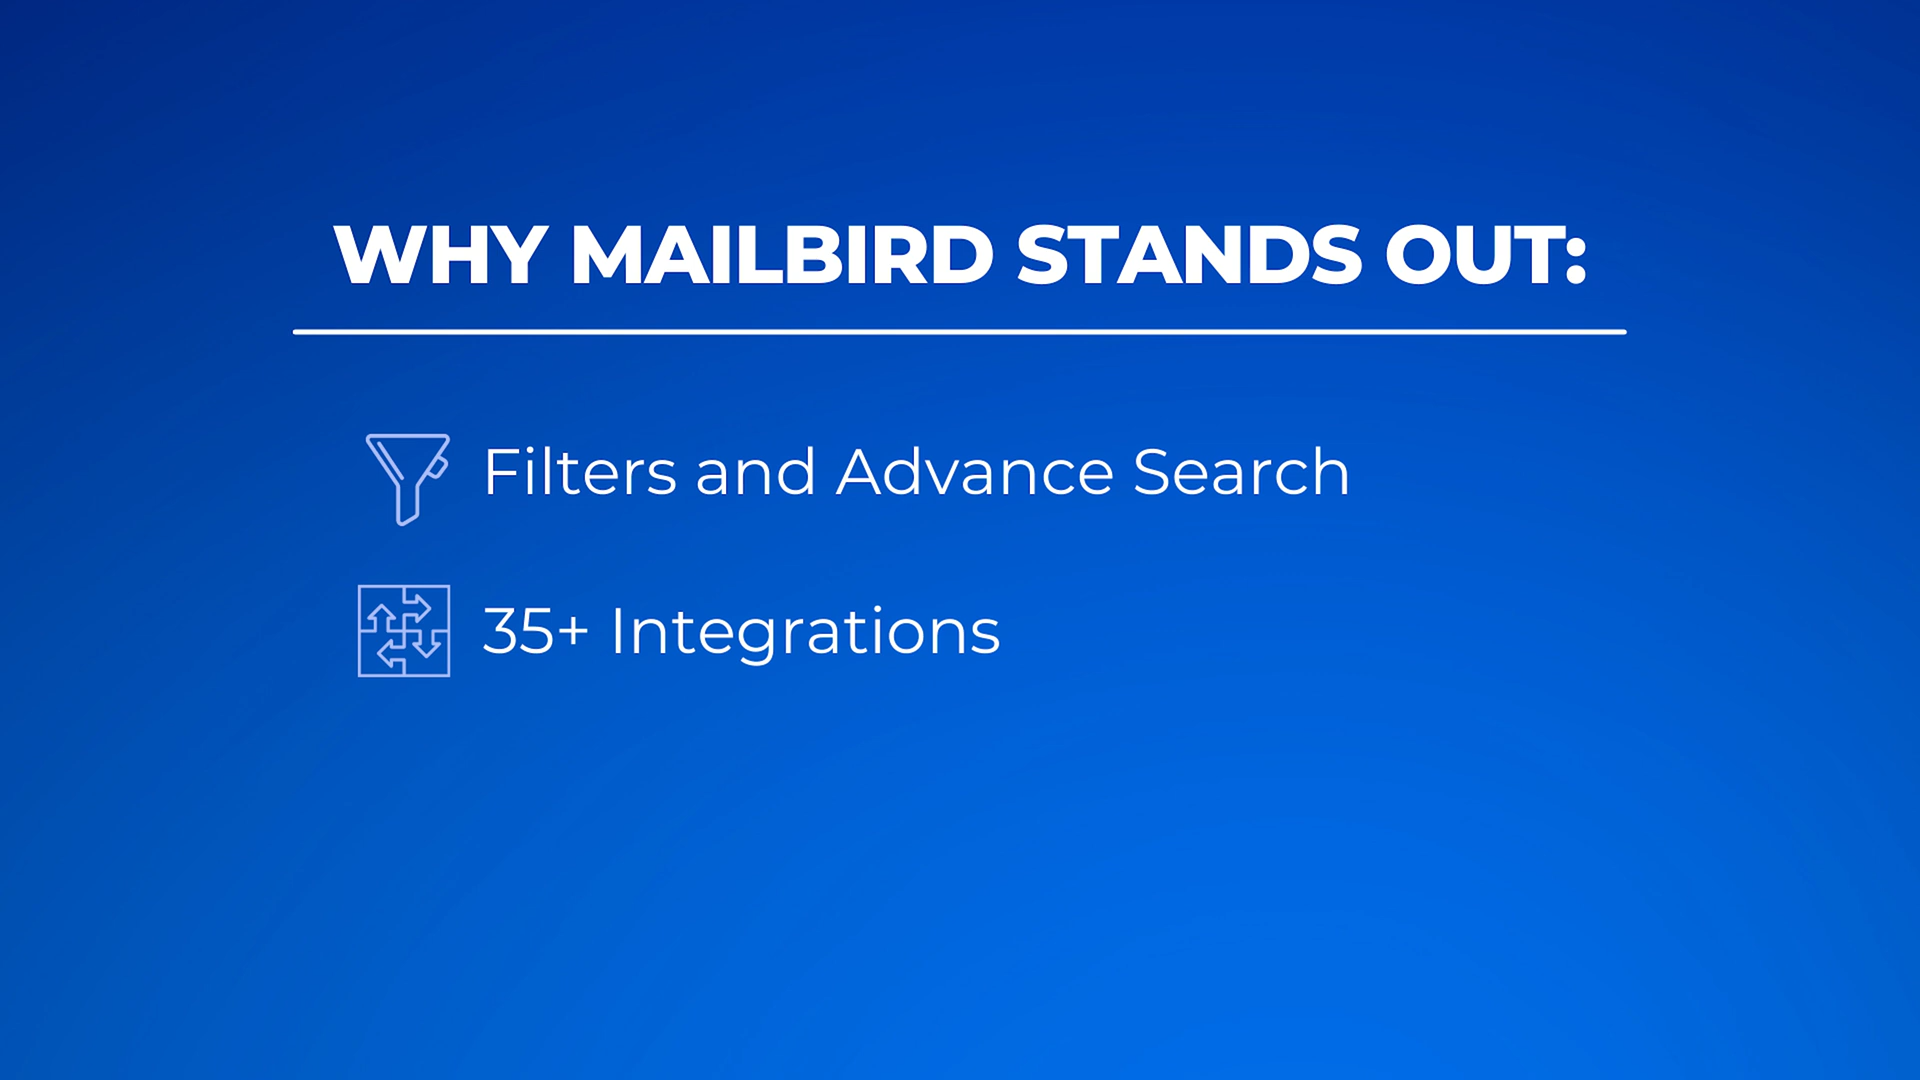 WHY MAILBIRD STANDS OUT:
Filters and Advance Search
35+ Integrations